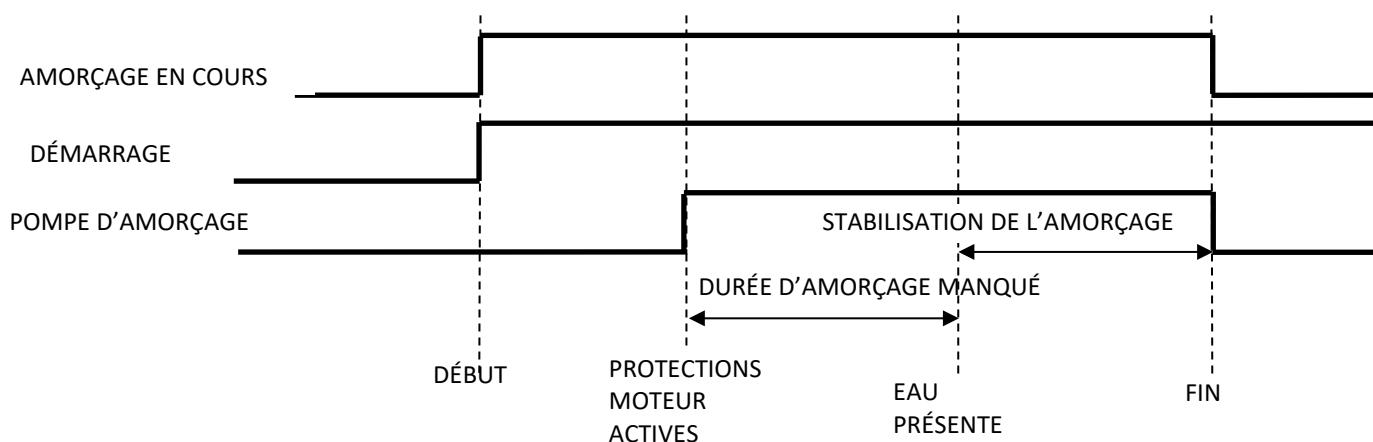 AMORÇAGE EN COURS
DÉMARRAGE
POMPE D’AMORÇAGE
STABILISATION DE L’AMORÇAGE
DURÉE D’AMORÇAGE MANQUÉ
DÉBUT
PROTECTIONS
MOTEUR
ACTIVES
EAU
PRÉSENTE
FIN